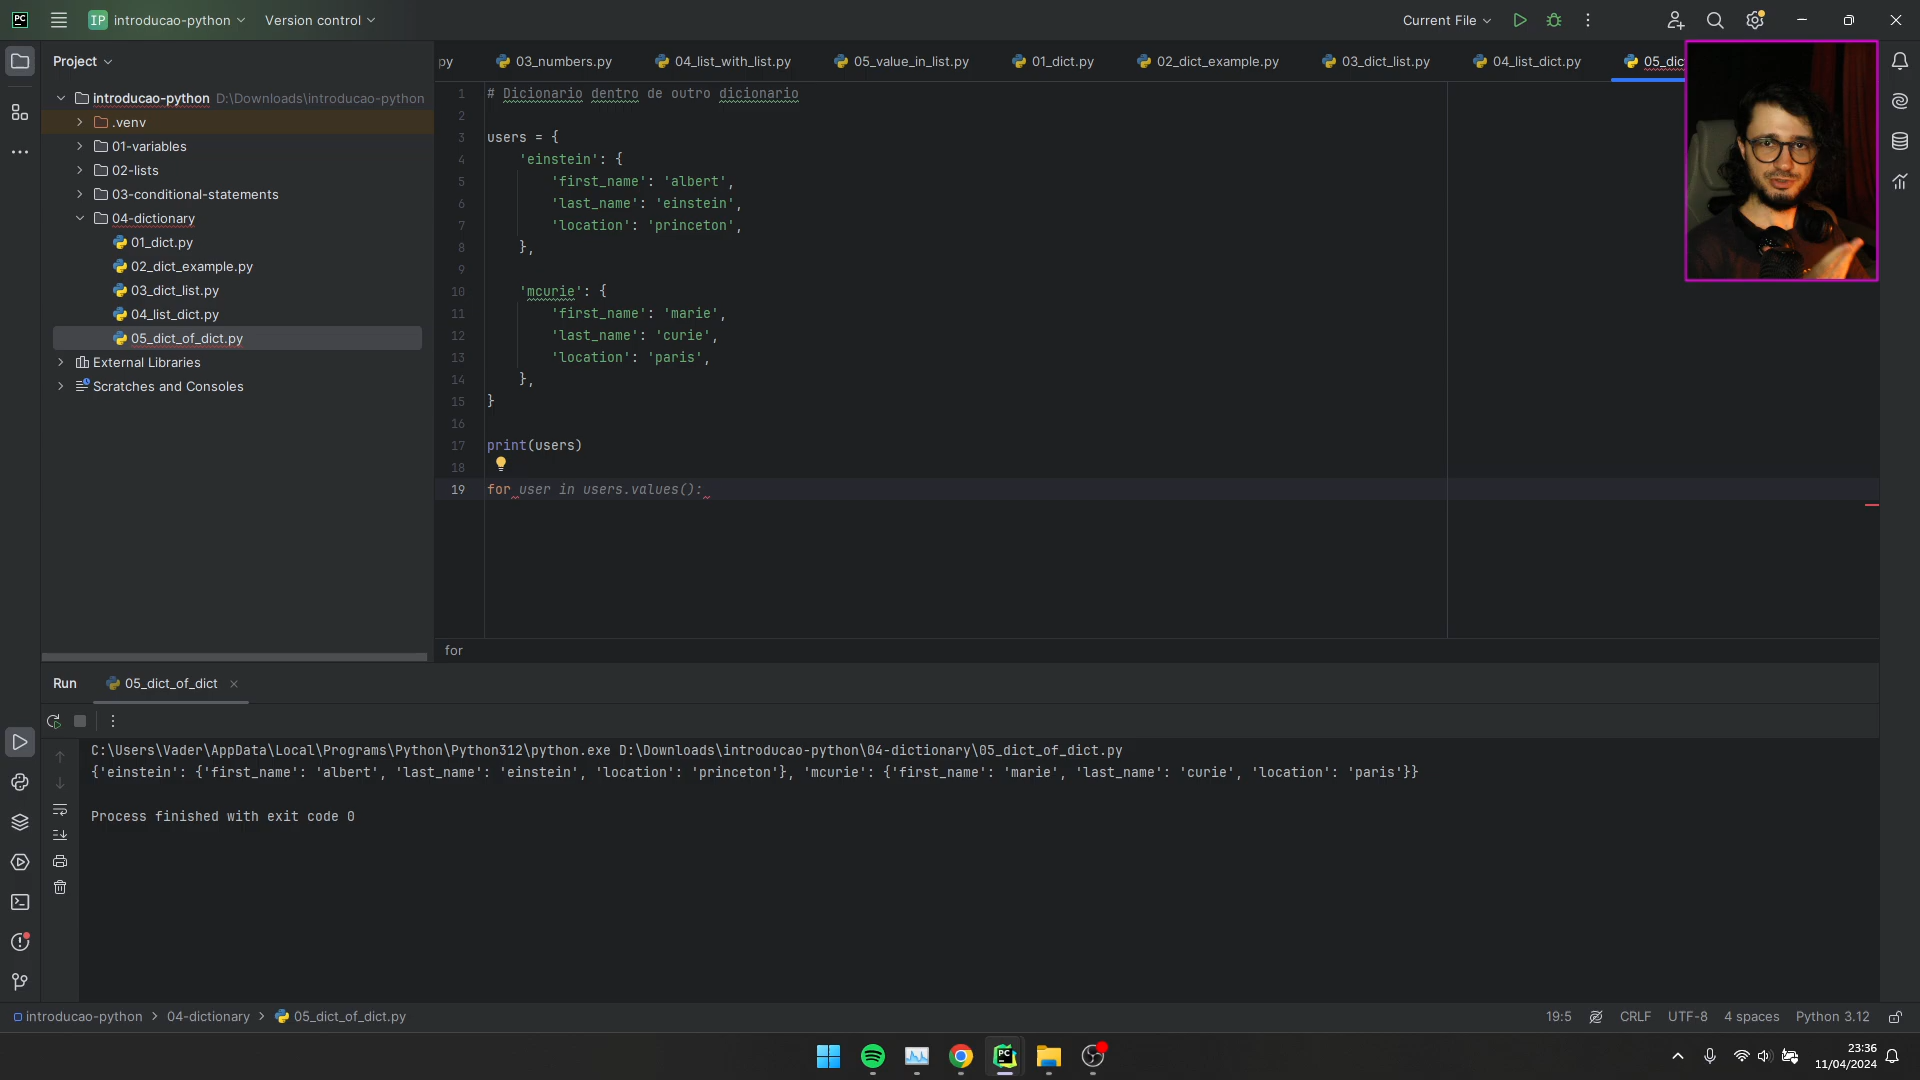 PC
IP introducao-python
Version control
Current File
Project
py
03_numbers.py
04_list_with_list.py
05_value_in_list.py
01_dict.py
02_dict_example.py
03_dict_list.py
04_list_dict.py
05_dic
introducao-python D:\Downloads\introducao-python
.venv
01-variables
02-lists
03-conditional-statements
04-dictionary
01_dict.py
02_dict_example.py
03_dict_list.py
04_list_dict.py
05_dict_of_dict.py
External Libraries
Scratches and Consoles
1 # Dicionario dentro de outro dicionario
2
3 users = {
4 'einstein': {
5 'first_name': 'albert',
6 'last_name': 'einstein',
7 'location': 'princeton',
8 },
9
10 'mcurie': {
11 'first_name': 'marie',
12 'last_name': 'curie',
13 'location': 'paris',
14 },
15 }
16
17 print(users)
18
19 for user in users.values():
for
Run
05_dict_of_dict
C:\Users\Vader\AppData\Local\Programs\Python\Python312\python.exe D:\Downloads\introducao-python\04-dictionary\05_dict_of_dict.py
{'einstein': {'first_name': 'albert', 'last_name': 'einstein', 'location': 'princeton'}, 'mcurie': {'first_name': 'marie', 'last_name': 'curie', 'location': 'paris'}}
Process finished with exit code 0
introducao-python > 04-dictionary > 05_dict_of_dict.py
19:5
CRLF
UTF-8
4 spaces
Python 3.12
PC
23:36
11/04/2024